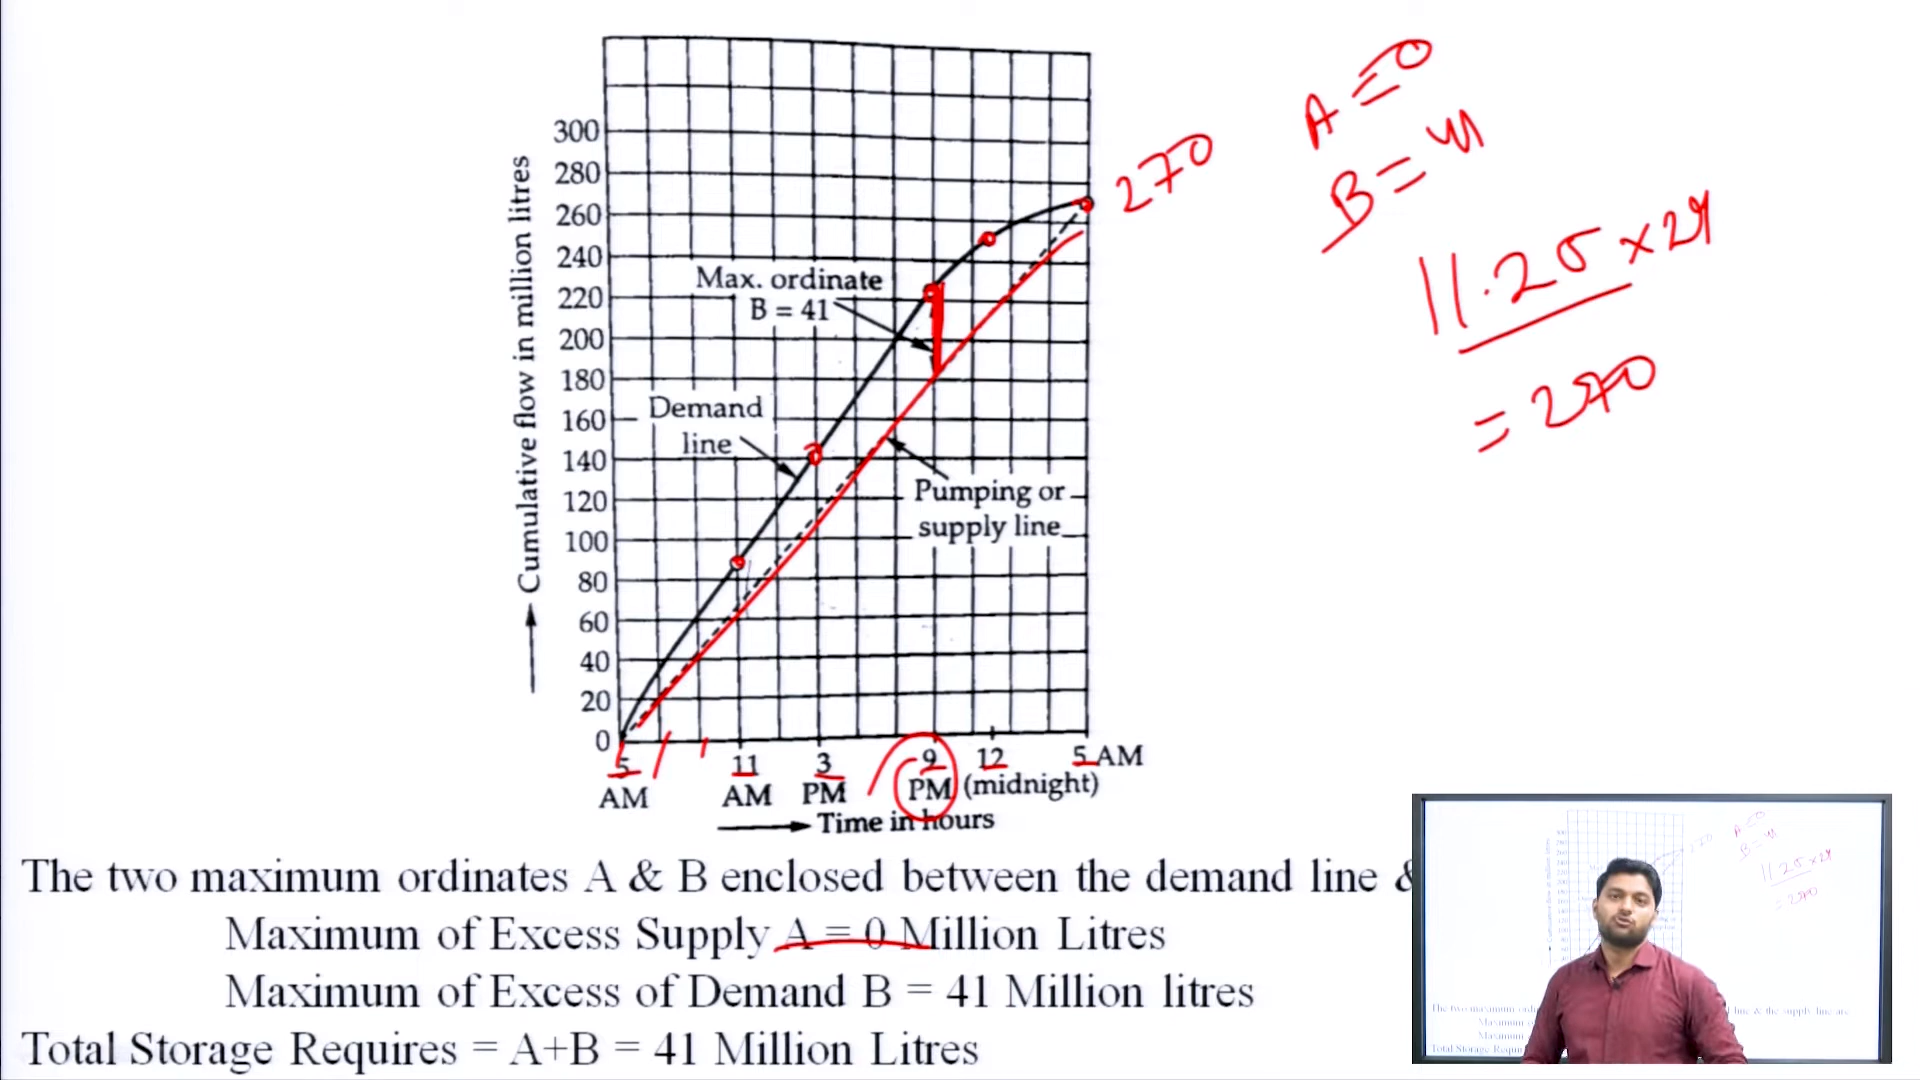 300
280
260
240
220
200
180
160
140
120
100
80
60
40
20
0
Cumulative flow in million litres
Max. ordinate
B = 41
Demand
line
Pumping or
supply line
5
AM
11
AM
3
PM
9
PM
12
(midnight)
5 AM
Time in hours
270
A = 0
B = 41
11.25 × 24
= 270
The two maximum ordinates A & B enclosed between the demand line &
Maximum of Excess Supply A = 0 Million Litres
Maximum of Excess of Demand B = 41 Million litres
Total Storage Requires = A+B = 41 Million Litres